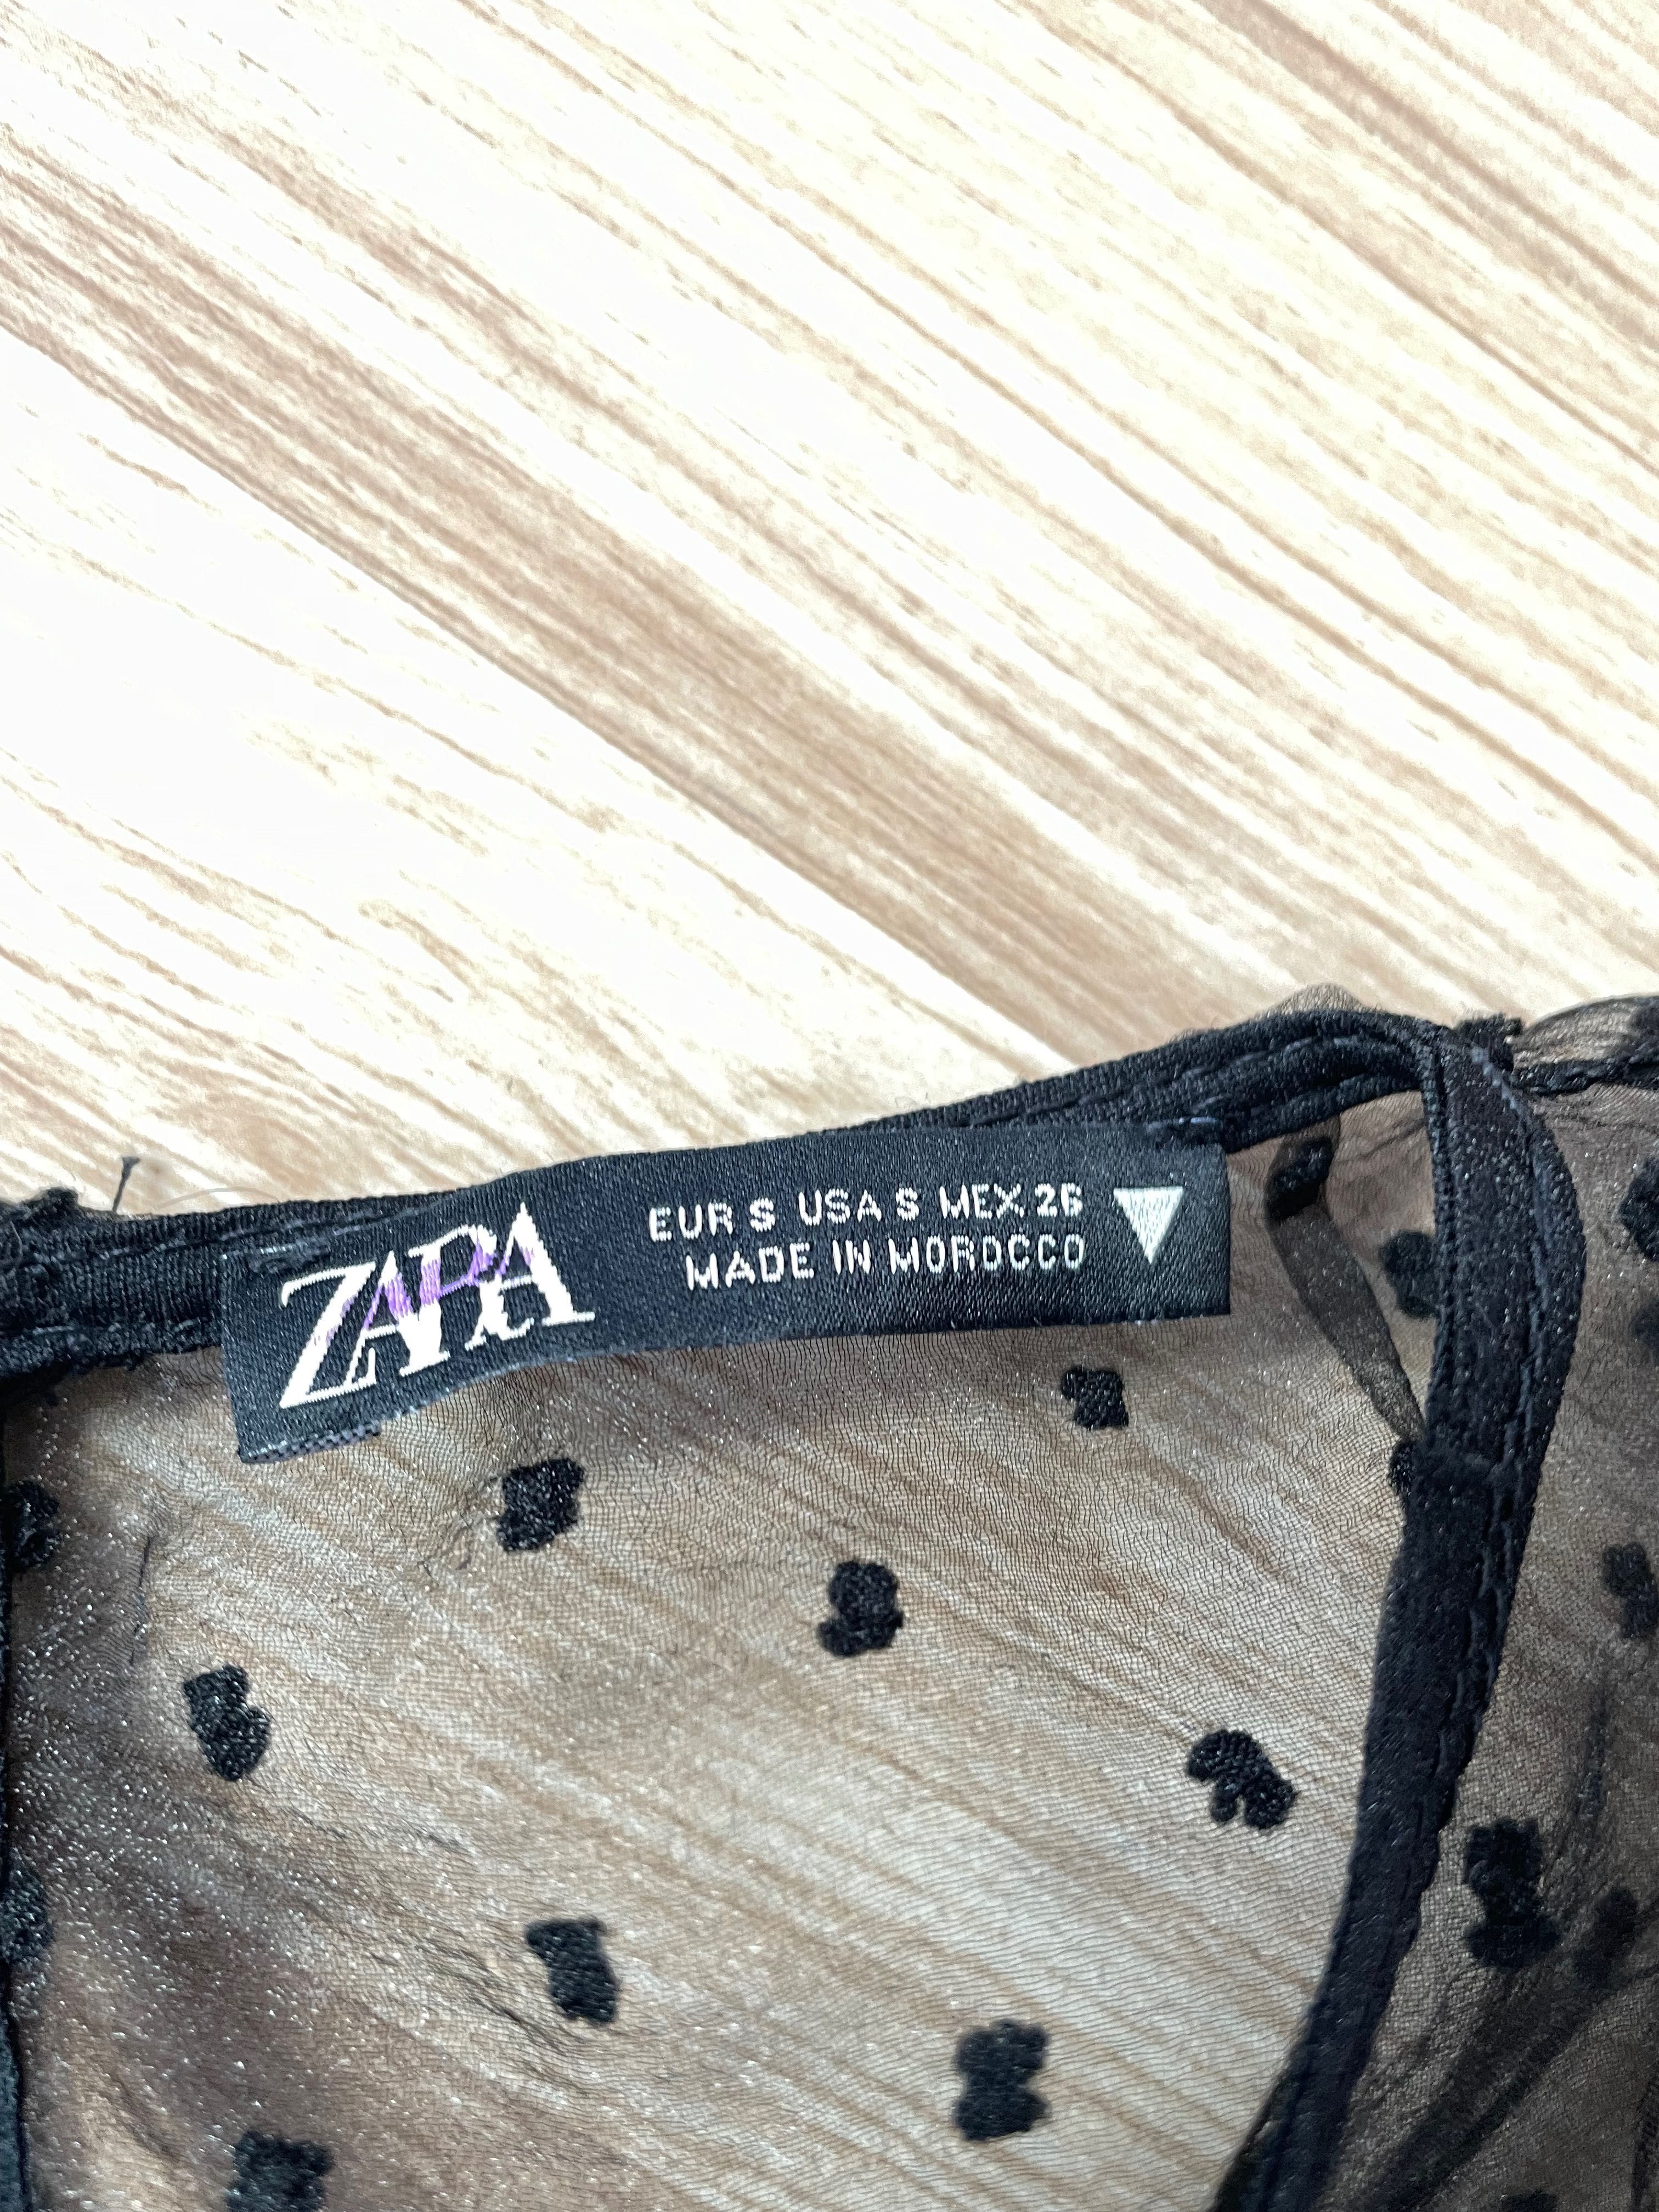 ZARA
EUR S USA S MEX 26
MADE IN MOROCCO